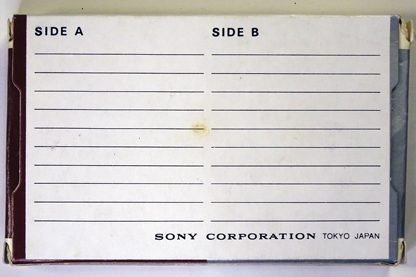 SIDE A SIDE B
SONY CORPORATION TOKYO JAPAN